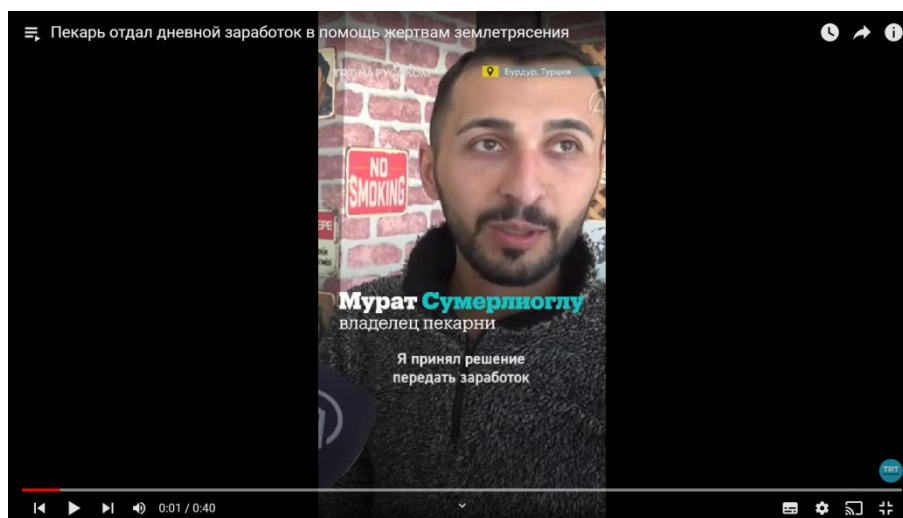 Пекарь отдал дневной заработок в помощь жертвам землетрясения
TRT НА РУССКОМ
Бурдур, Турция
NO
SMOKING
Мурат Сумерлиоглу
владелец пекарни
Я принял решение
передать заработок
TRT
0:01 / 0:40